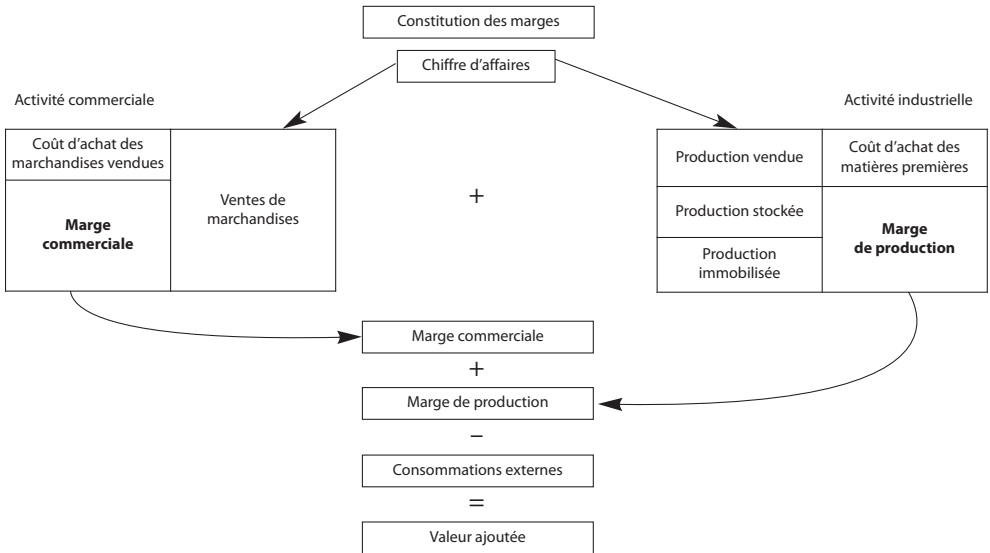 Constitution des marges
Chiffre d'affaires
Activité commerciale
Activité industrielle
Coût d'achat des
marchandises vendues
Marge
commerciale
Ventes de
marchandises
+
Production vendue
Coût d'achat des
matières premières
Production stockée
Production
immobilisée
Marge
de production
Marge commerciale
+
Marge de production
–
Consommations externes
=
Valeur ajoutée